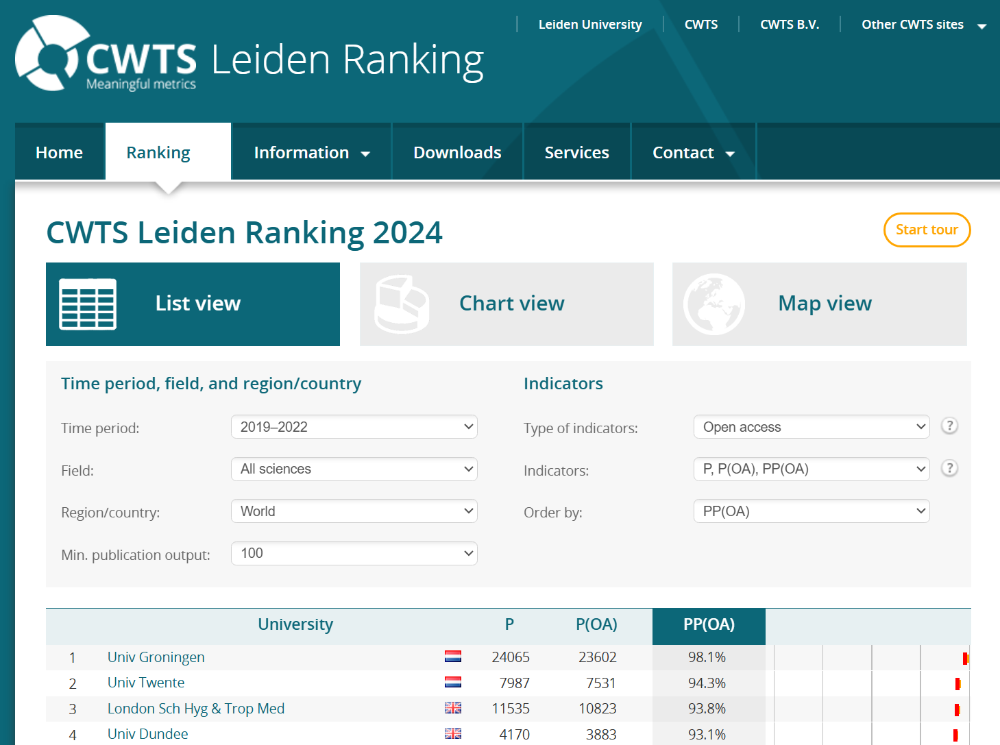 Leiden University CWTS CWTS B.V. Other CWTS sites
CWTS Leiden Ranking
Meaningful metrics
Home Ranking Information Downloads Services Contact
CWTS Leiden Ranking 2024
Start tour
List view Chart view Map view
Time period, field, and region/country Indicators
Time period: 2019–2022 Type of indicators: Open access ?
Field: All sciences Indicators: P, P(OA), PP(OA) ?
Region/country: World Order by: PP(OA)
Min. publication output: 100
University P P(OA) PP(OA)
1 Univ Groningen 24065 23602 98.1%
2 Univ Twente 7987 7531 94.3%
3 London Sch Hyg & Trop Med 11535 10823 93.8%
4 Univ Dundee 4170 3883 93.1%